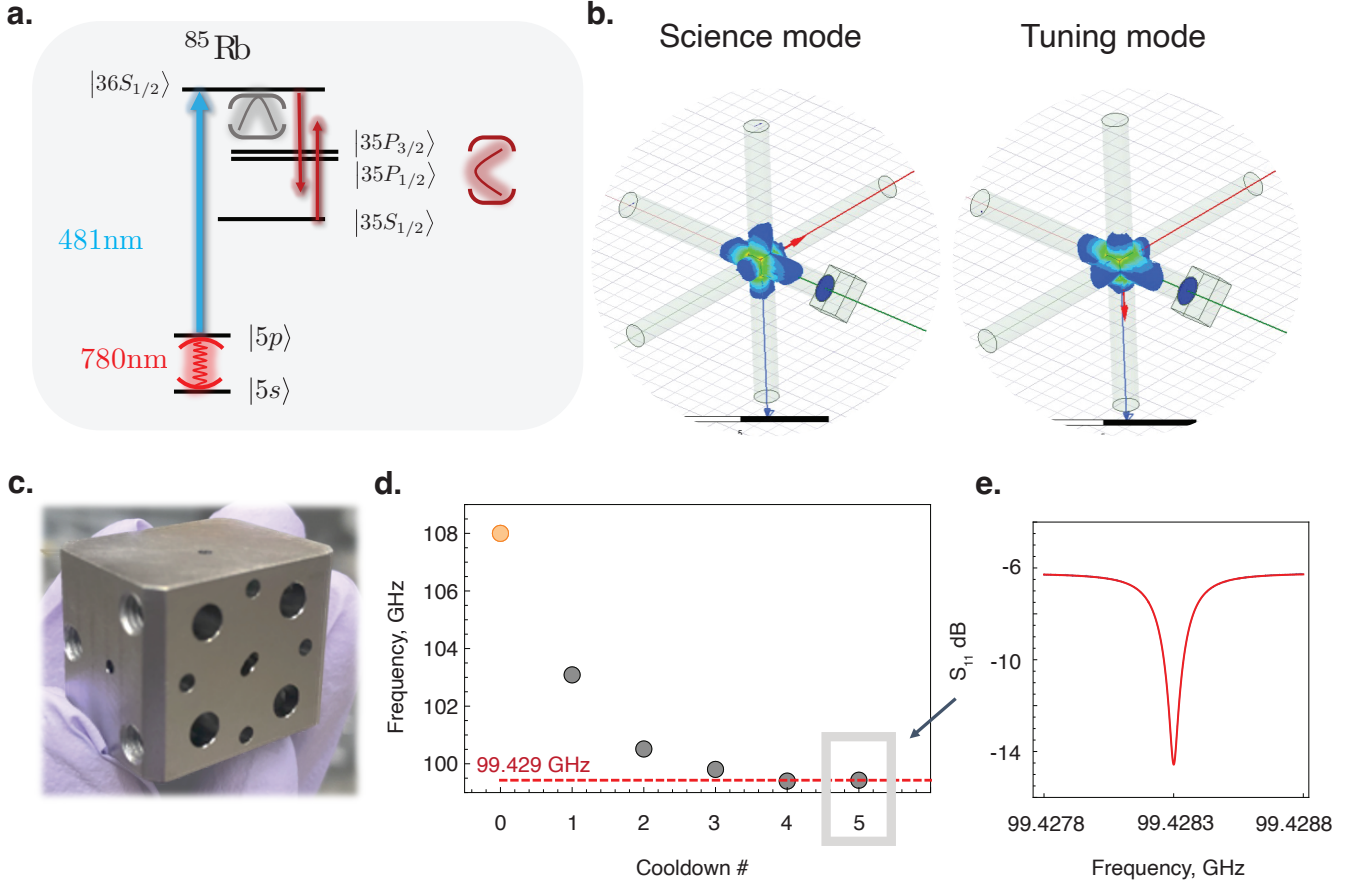 a.
⁸⁵Rb
|36S₁/₂⟩
|35P₃/₂⟩
|35P₁/₂⟩
|35S₁/₂⟩
481nm
|5p⟩
780nm
|5s⟩
b.
Science mode
Tuning mode
c.
d.
Frequency, GHz
108
106
104
102
100
99.429 GHz
0 1 2 3 4 5
Cooldown #
e.
S₁₁ dB
-6
-10
-14
99.4278 99.4283 99.4288
Frequency, GHz